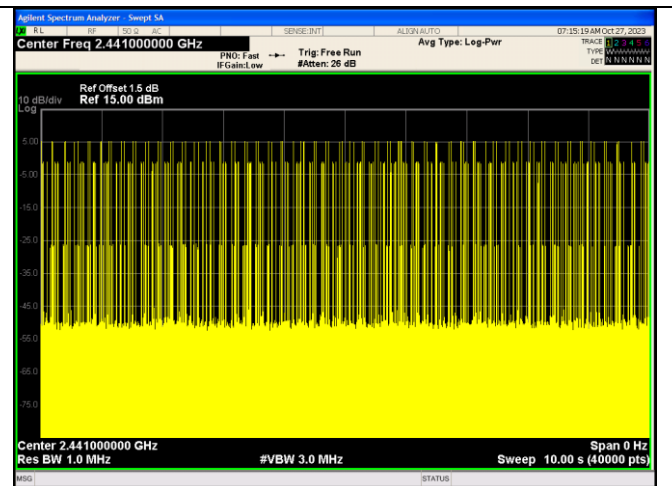 Agilent Spectrum Analyzer - Swept SA
RL RF 50 Ω AC SENSE:INT ALIGN AUTO 07:15:19 AM Oct 27, 2023
Center Freq 2.441000000 GHz Avg Type: Log-Pwr TRACE 1 2 3 4 5 6
PNO: Fast Trig: Free Run TYPE
IFGain:Low #Atten: 26 dB DET N N N N N N
Ref Offset 1.5 dB
10 dB/div Ref 15.00 dBm
Log
5.00
-5.00
-15.0
-25.0
-35.0
-45.0
-55.0
-65.0
-75.0
Center 2.441000000 GHz Span 0 Hz
Res BW 1.0 MHz #VBW 3.0 MHz Sweep 10.00 s (40000 pts)
MSG STATUS